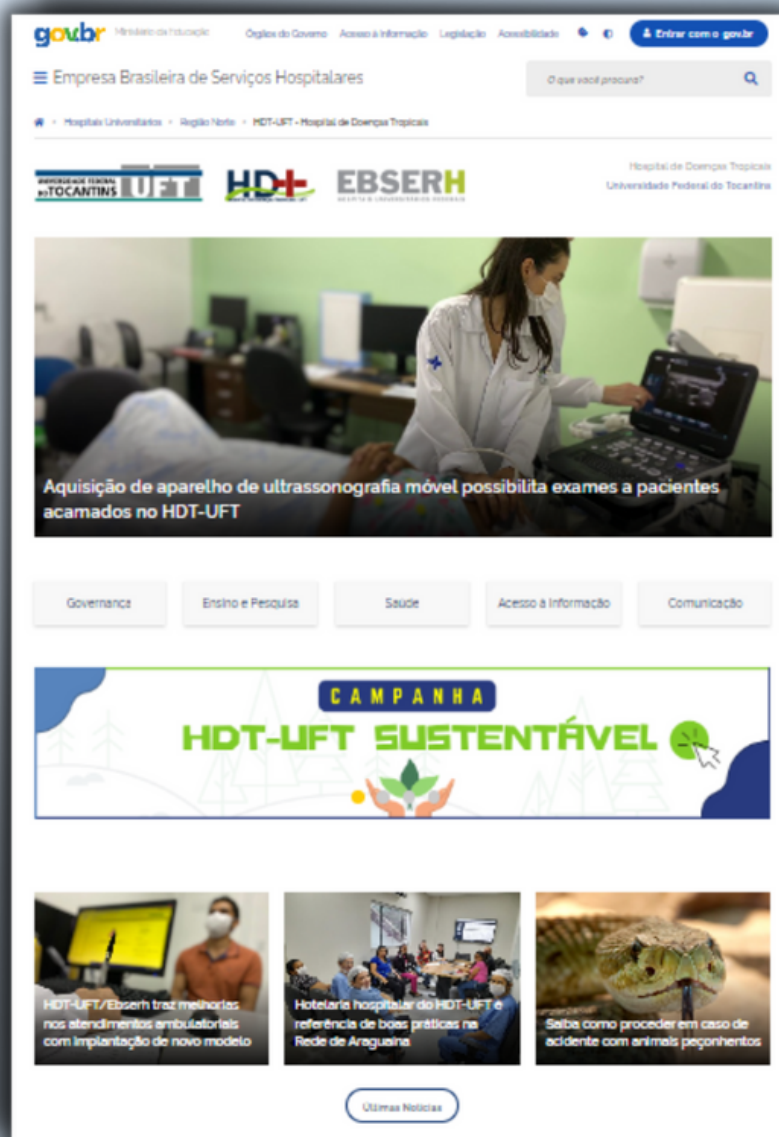 gov.br Ministério da Educação Órgãos do Governo Acesso à Informação Legislação Acessibilidade Entrar com o gov.br
Empresa Brasileira de Serviços Hospitalares O que você procura?
Hospitais Universitários Região Norte HDT-UFT - Hospital de Doenças Tropicais
UNIVERSIDADE FEDERAL
DO TOCANTINS UFT
HDT
EBSERH
HOSPITAIS UNIVERSITÁRIOS FEDERAIS
Hospital de Doenças Tropicais
Universidade Federal do Tocantins
Aquisição de aparelho de ultrassonografia móvel possibilita exames a pacientes
acamados no HDT-UFT
Governança Ensino e Pesquisa Saúde Acesso à Informação Comunicação
CAMPANHA
HDT-UFT SUSTENTÁVEL
HDT-UFT/Ebserh traz melhorias
nos atendimentos ambulatoriais
com implantação de novo modelo
Hotelaria hospitalar do HDT-UFT é
referência de boas práticas na
Rede de Araguaína
Saiba como proceder em caso de
acidente com animais peçonhentos
Últimas Notícias